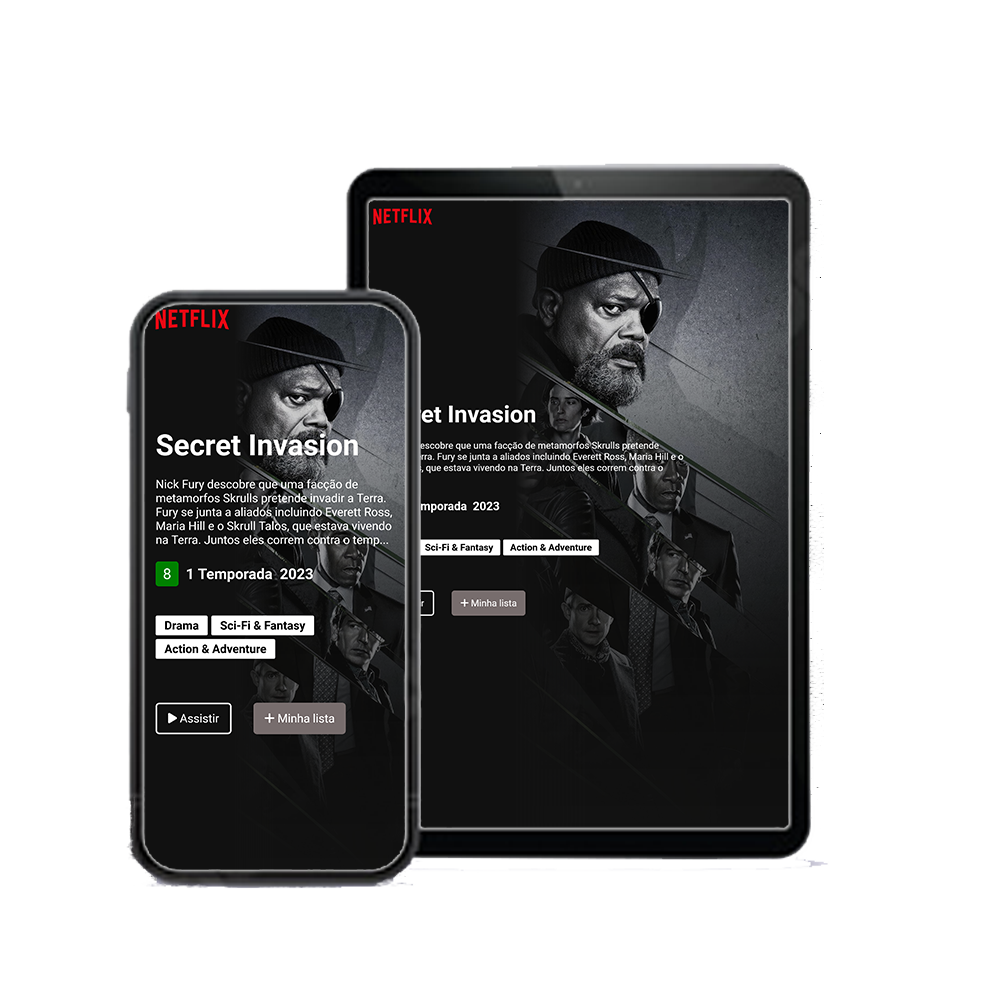 NETFLIX
Secret Invasion
Nick Fury descobre que uma facção de
metamorfos Skrulls pretende invadir a Terra.
Fury se junta a aliados incluindo Everett Ross,
Maria Hill e o Skrull Talos, que estava vivendo
na Terra. Juntos eles correm contra o temp...
8 1 Temporada 2023
Drama Sci-Fi & Fantasy
Action & Adventure
Assistir + Minha lista
NETFLIX
et Invasion
escobre que uma facção de metamorfos Skrulls pretende
rra. Fury se junta a aliados incluindo Everett Ross, Maria Hill e o
, que estava vivendo na Terra. Juntos eles correm contra o
mporada 2023
Sci-Fi & Fantasy Action & Adventure
r + Minha lista